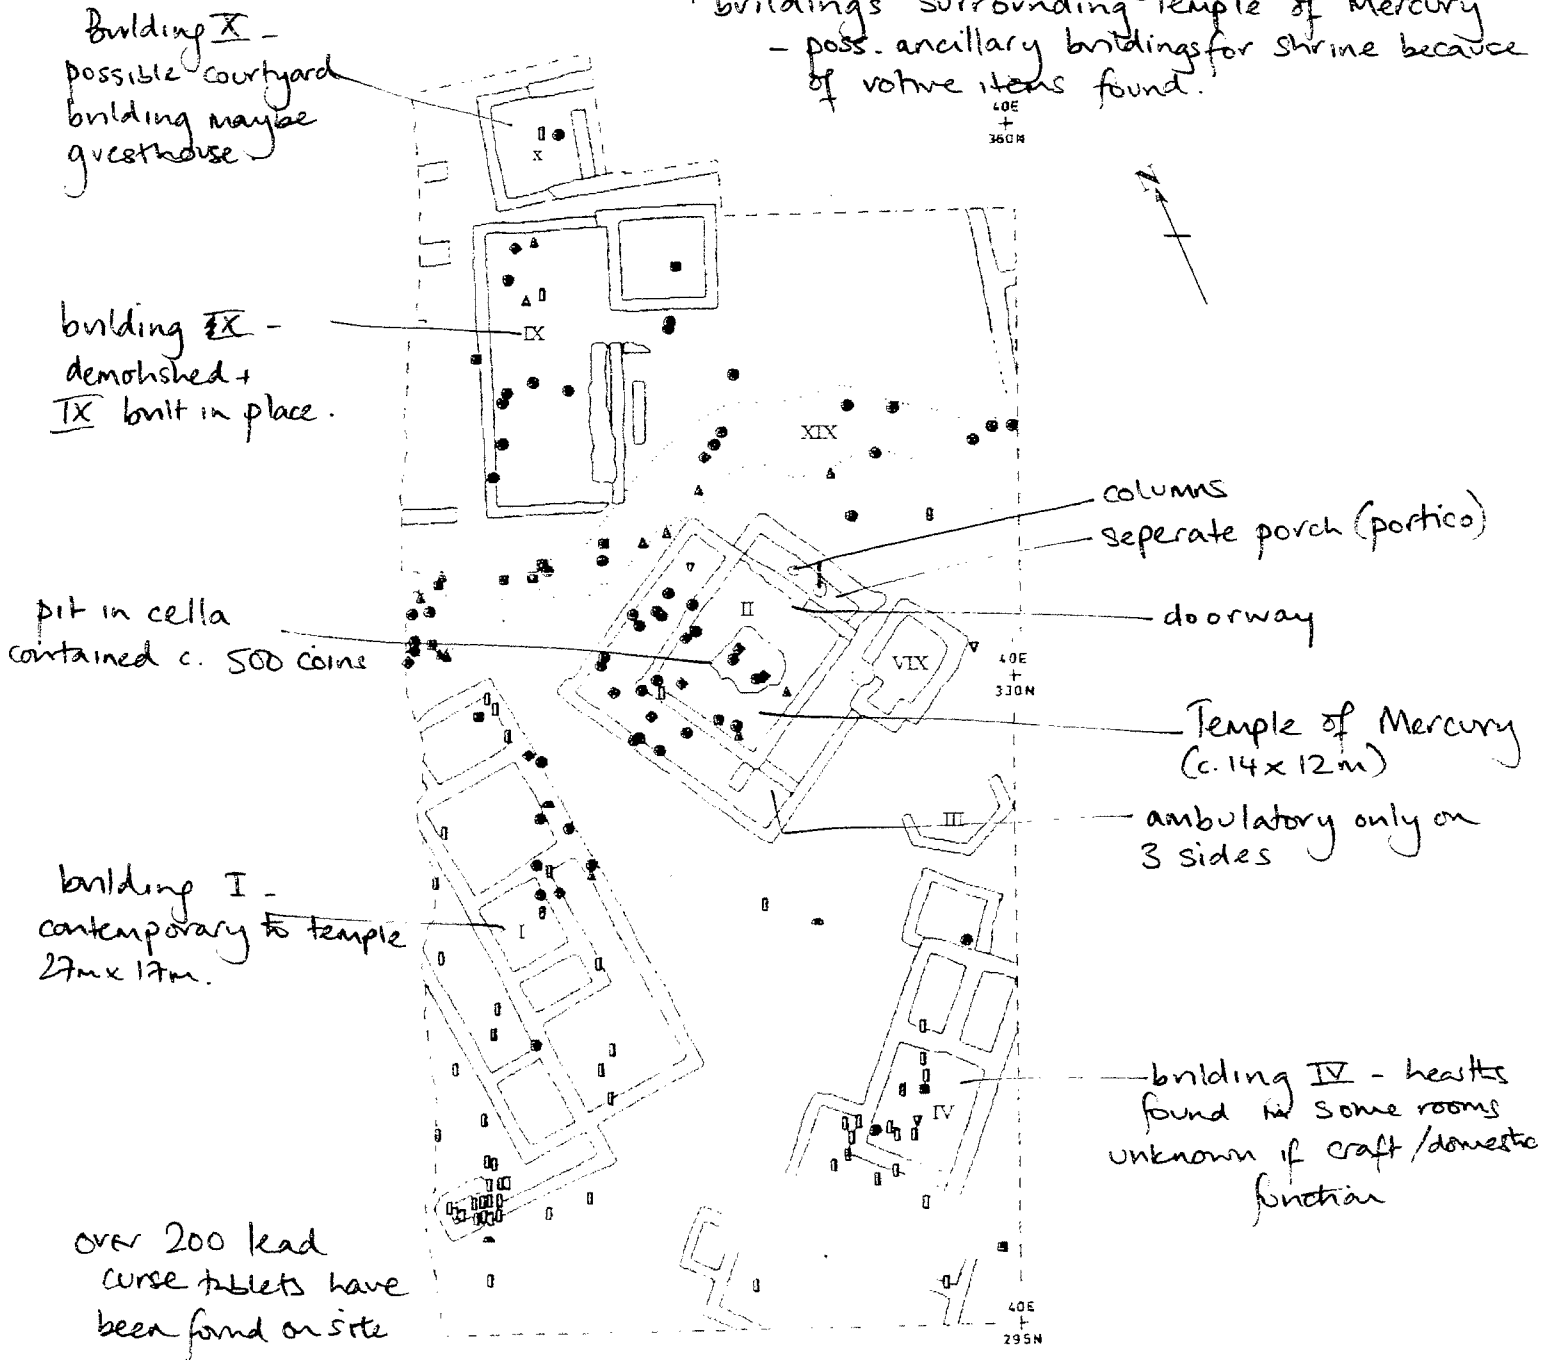 buildings surrounding Temple of Mercury
- poss. ancillary buildings for shrine because
of votive items found.
Building X -
possible courtyard
building maybe
guesthouse
40E
360N
N
X
building IX -
demolished +
IX built in place.
IX
XIX
columns
seperate porch (portico)
II
doorway
pit in cella
contained c. 500 coins
VIX
40E
330N
Temple of Mercury
(c. 14 x 12m)
III
ambulatory only on
3 sides
building I -
contemporary to temple
27m x 17m.
I
building IV - hearths
found in some rooms
unknown if craft/domestic
function
IV
over 200 lead
curse tablets have
been found on site
40E
295N